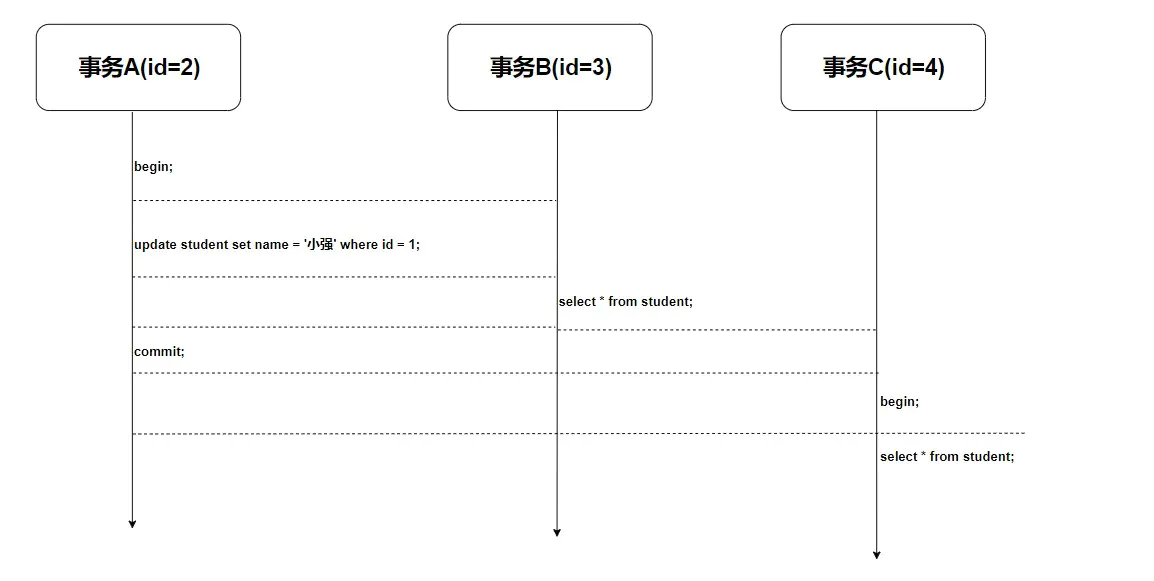 事务A(id=2)
事务B(id=3)
事务C(id=4)
begin;
update student set name = '小强' where id = 1;
select * from student;
commit;
begin;
select * from student;